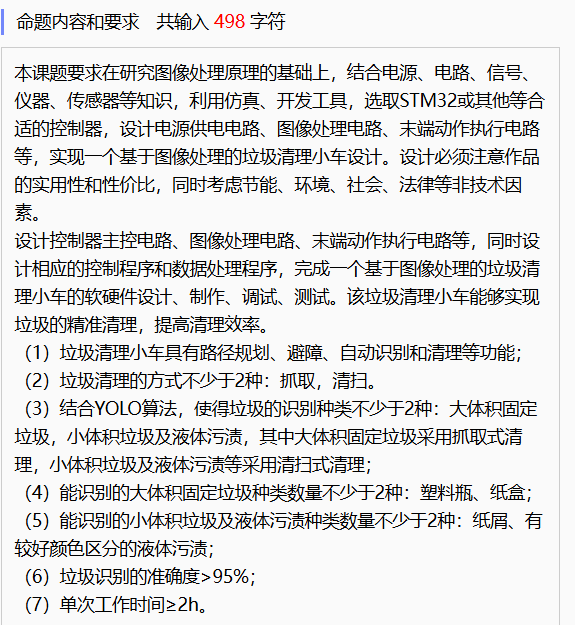 命题内容和要求 共输入 498 字符
本课题要求在研究图像处理原理的基础上，结合电源、电路、信号、
仪器、传感器等知识，利用仿真、开发工具，选取STM32或其他等合
适的控制器，设计电源供电电路、图像处理电路、末端动作执行电路
等，实现一个基于图像处理的垃圾清理小车设计。设计必须注意作品
的实用性和性价比，同时考虑节能、环境、社会、法律等非技术因
素。
设计控制器主控电路、图像处理电路、末端动作执行电路等，同时设
计相应的控制程序和数据处理程序，完成一个基于图像处理的垃圾清
理小车的软硬件设计、制作、调试、测试。该垃圾清理小车能够实现
垃圾的精准清理，提高清理效率。
（1）垃圾清理小车具有路径规划、避障、自动识别和清理等功能；
（2）垃圾清理的方式不少于2种：抓取，清扫。
（3）结合YOLO算法，使得垃圾的识别种类不少于2种：大体积固定
垃圾，小体积垃圾及液体污渍，其中大体积固定垃圾采用抓取式清
理，小体积垃圾及液体污渍等采用清扫式清理；
（4）能识别的大体积固定垃圾种类数量不少于2种：塑料瓶、纸盒；
（5）能识别的小体积垃圾及液体污渍种类数量不少于2种：纸屑、有
较好颜色区分的液体污渍；
（6）垃圾识别的准确度>95%；
（7）单次工作时间≥2h。